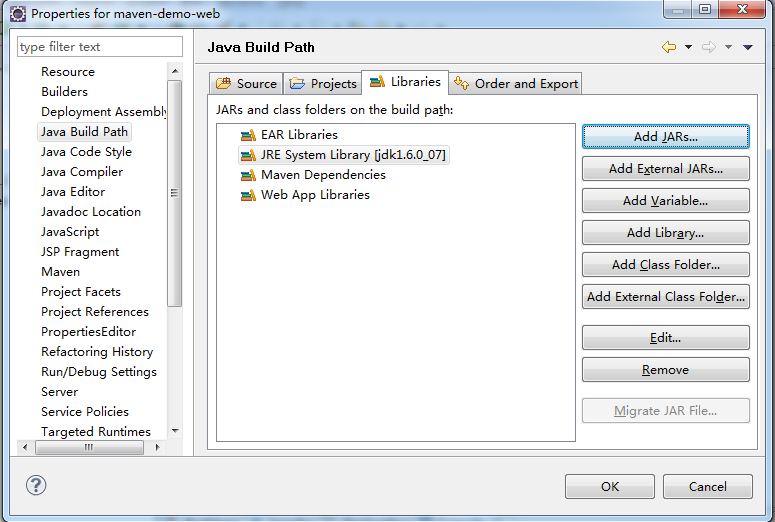 Properties for maven-demo-web
type filter text
Resource
Builders
Deployment Assembly
Java Build Path
Java Code Style
Java Compiler
Java Editor
Javadoc Location
JavaScript
JSP Fragment
Maven
Project Facets
Project References
PropertiesEditor
Refactoring History
Run/Debug Settings
Server
Service Policies
Targeted Runtimes
Java Build Path
Source
Projects
Libraries
Order and Export
JARs and class folders on the build path:
EAR Libraries
JRE System Library [jdk1.6.0_07]
Maven Dependencies
Web App Libraries
Add JARs...
Add External JARs...
Add Variable...
Add Library...
Add Class Folder...
Add External Class Folder...
Edit...
Remove
Migrate JAR File...
OK
Cancel